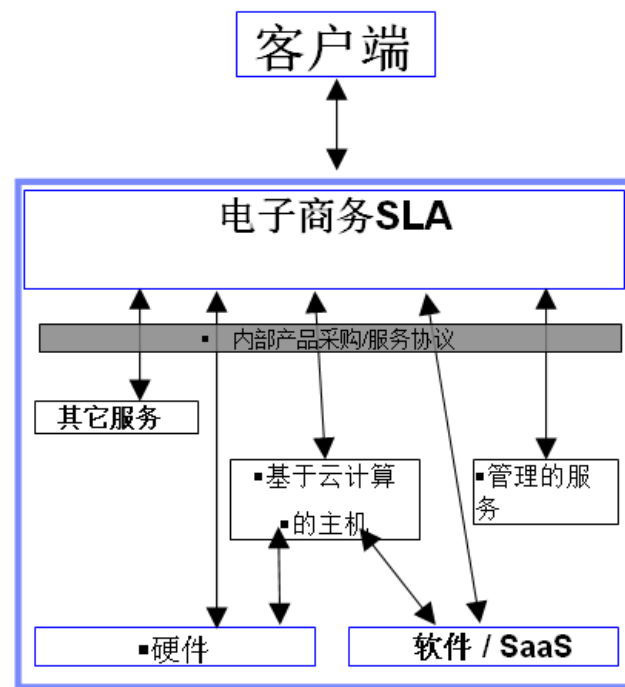 客户端
电子商务SLA
▪ 内部产品采购/服务协议
其它服务
▪基于云计算
▪的主机
▪管理的服
务
▪硬件
软件 / SaaS